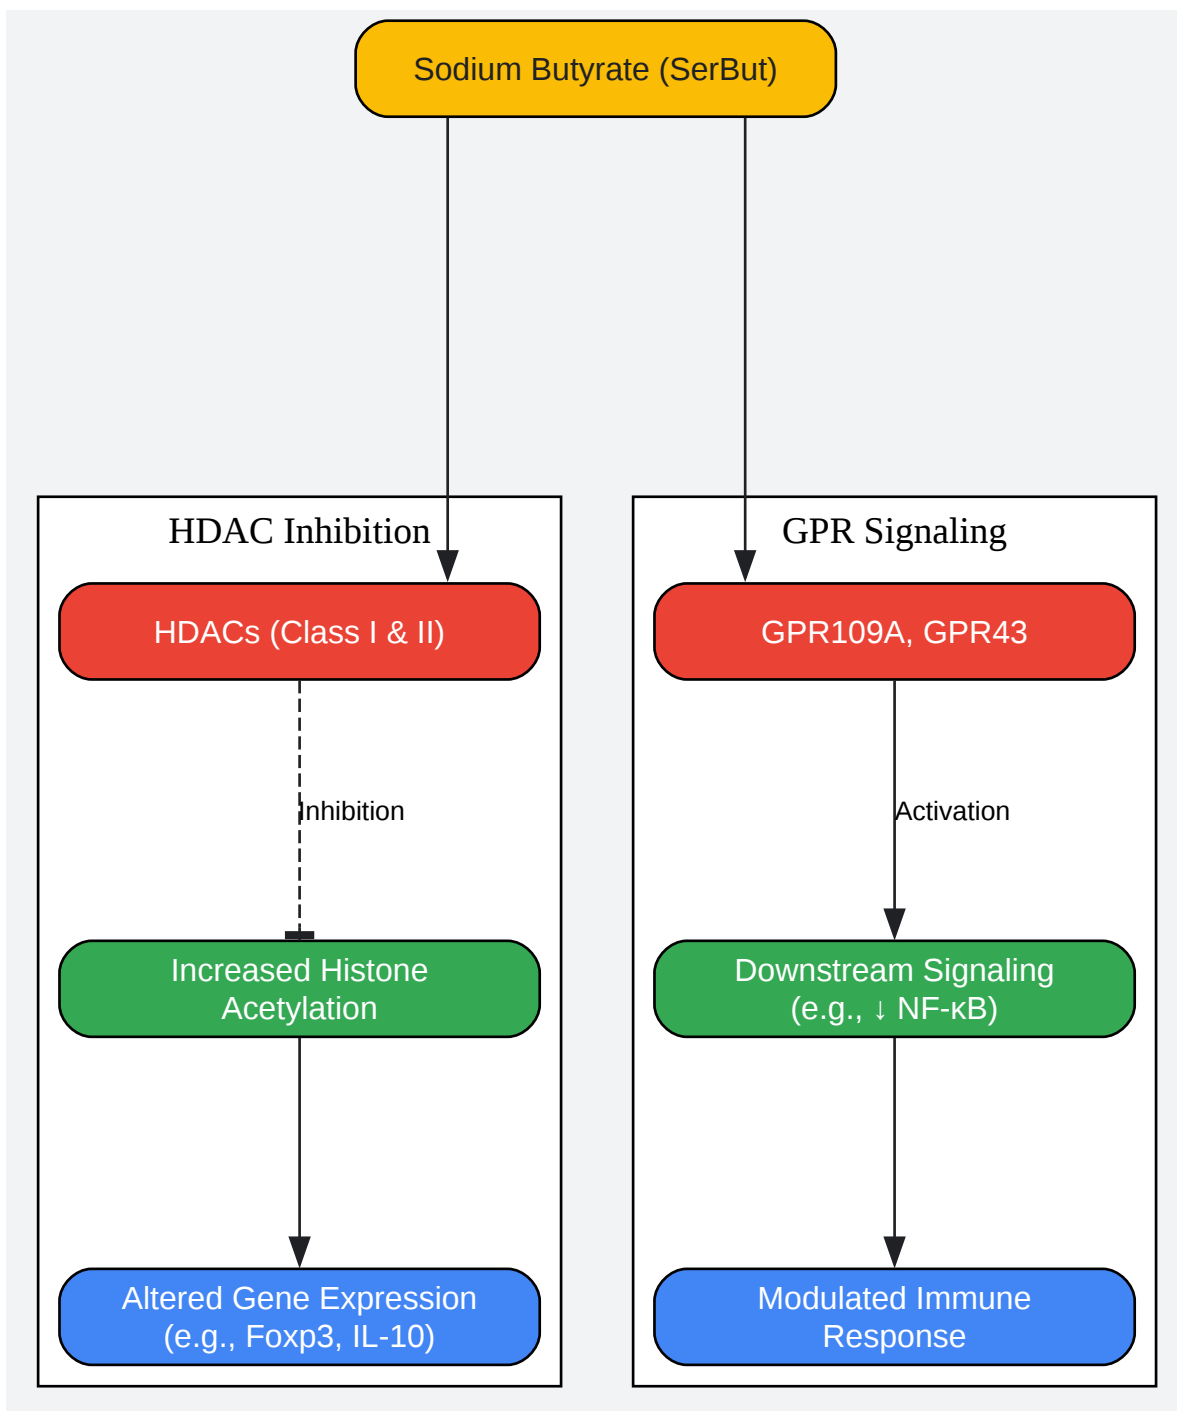 Sodium Butyrate (SerBut)
HDAC Inhibition
HDACs (Class I & II)
Inhibition
Increased Histone
Acetylation
Altered Gene Expression
(e.g., Foxp3, IL-10)
GPR Signaling
GPR109A, GPR43
Activation
Downstream Signaling
(e.g., ↓ NF-κB)
Modulated Immune
Response